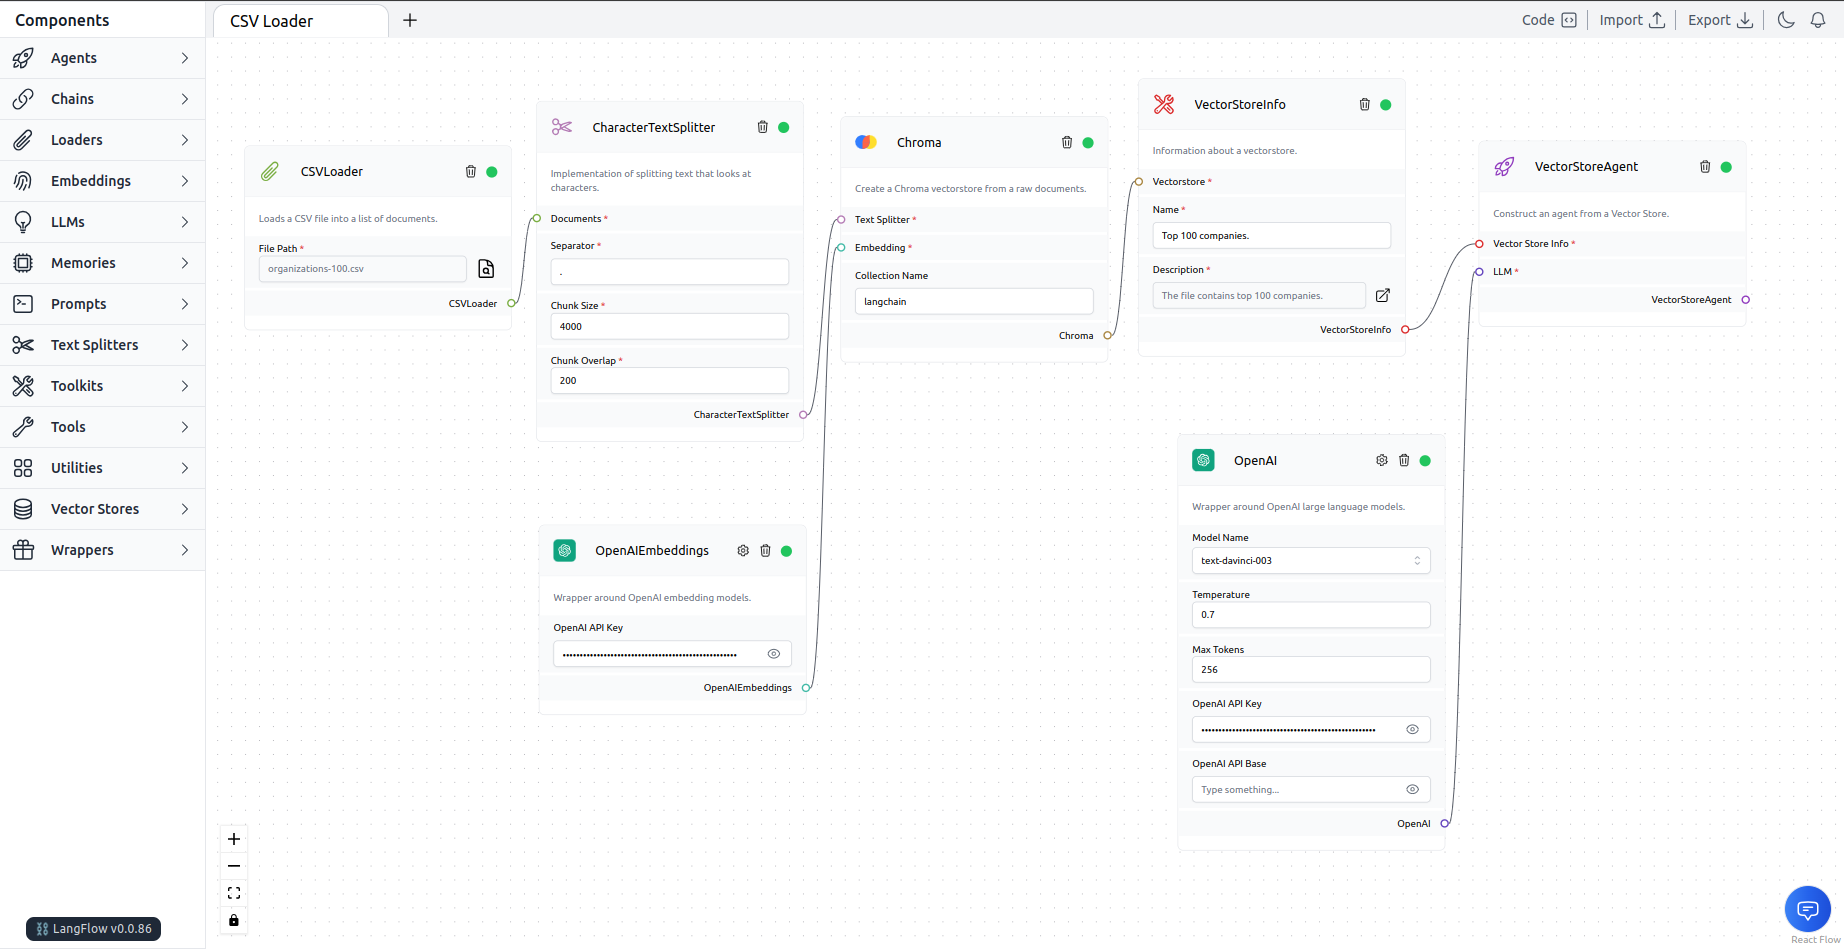 Components
CSV Loader
+
Code
Import
Export
Agents
Chains
Loaders
Embeddings
LLMs
Memories
Prompts
Text Splitters
Toolkits
Tools
Utilities
Vector Stores
Wrappers
LangFlow v0.0.86
CSVLoader
Loads a CSV file into a list of documents.
File Path *
organizations-100.csv
CSVLoader
CharacterTextSplitter
Implementation of splitting text that looks at
characters.
Documents *
Separator *
.
Chunk Size *
4000
Chunk Overlap *
200
CharacterTextSplitter
OpenAIEmbeddings
Wrapper around OpenAI embedding models.
OpenAI API Key
OpenAIEmbeddings
Chroma
Create a Chroma vectorstore from a raw documents.
Text Splitter *
Embedding *
Collection Name
langchain
Chroma
VectorStoreInfo
Information about a vectorstore.
Vectorstore *
Name *
Top 100 companies.
Description *
The file contains top 100 companies.
VectorStoreInfo
OpenAI
Wrapper around OpenAI large language models.
Model Name
text-davinci-003
Temperature
0.7
Max Tokens
256
OpenAI API Key
OpenAI API Base
Type something...
OpenAI
VectorStoreAgent
Construct an agent from a Vector Store.
Vector Store Info *
LLM *
VectorStoreAgent
React Flow